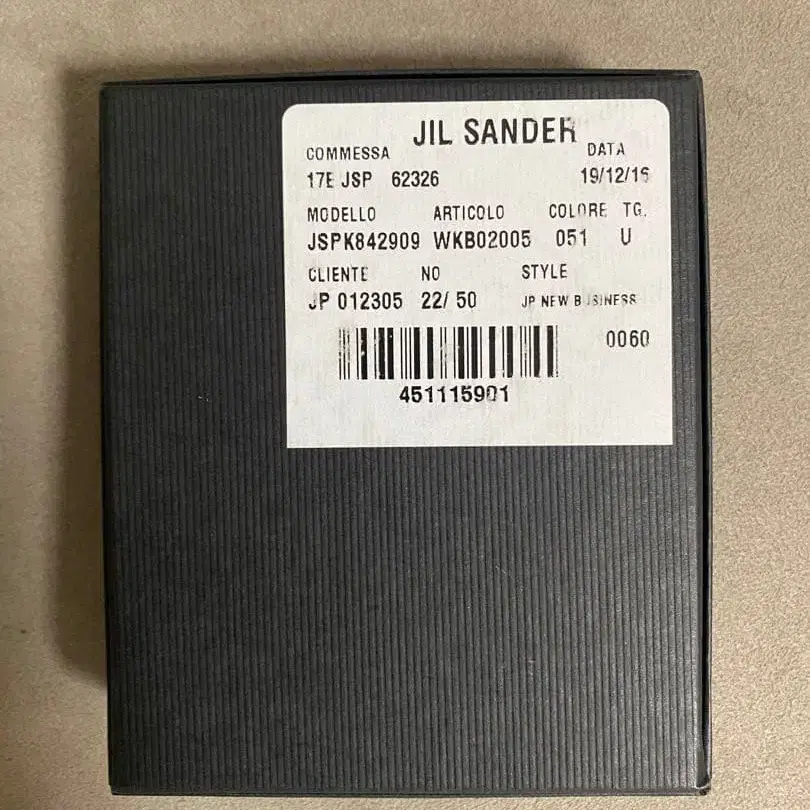 JIL SANDER
COMMESSA DATA
17E JSP 62326 19/12/16
MODELLO ARTICOLO COLORE TG.
JSPK842909 WKB02005 051 U
CLIENTE NO STYLE
JP 012305 22/ 50 JP NEW BUSINESS
0060
451115901